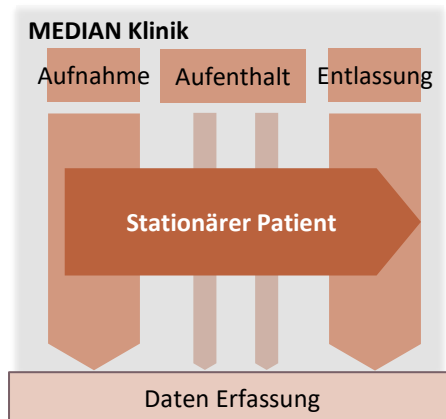 MEDIAN Klinik
Aufnahme Aufenthalt Entlassung
Stationärer Patient
Daten Erfassung